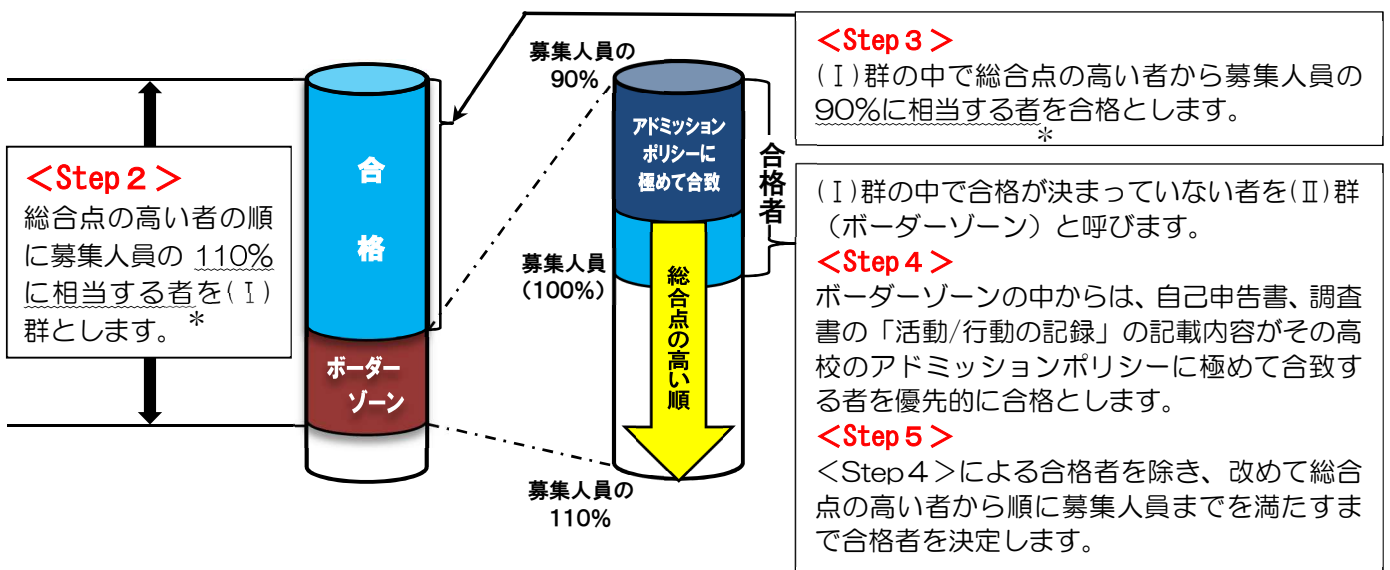 <Step２>
総合点の高い者の順
に募集人員の 110%
に相当する者を(Ⅰ)
群とします。*
合
格
ボーダー
ゾーン
募集人員の
90%
募集人員
(100%)
募集人員の
110%
アドミッション
ポリシーに
極めて合致
総合点の高い順
合格者
<Step３>
(Ⅰ)群の中で総合点の高い者から募集人員の
90%に相当する者を合格とします。
*
(Ⅰ)群の中で合格が決まっていない者を(Ⅱ)群
（ボーダーゾーン）と呼びます。
<Step４>
ボーダーゾーンの中からは、自己申告書、調査
書の「活動/行動の記録」の記載内容がその高
校のアドミッションポリシーに極めて合致す
る者を優先的に合格とします。
<Step５>
<Step４>による合格者を除き、改めて総合
点の高い者から順に募集人員までを満たすま
で合格者を決定します。